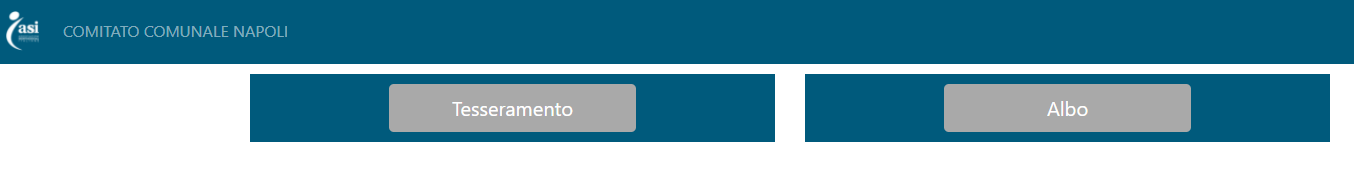 asi
COMITATO COMUNALE NAPOLI
Tesseramento
Albo